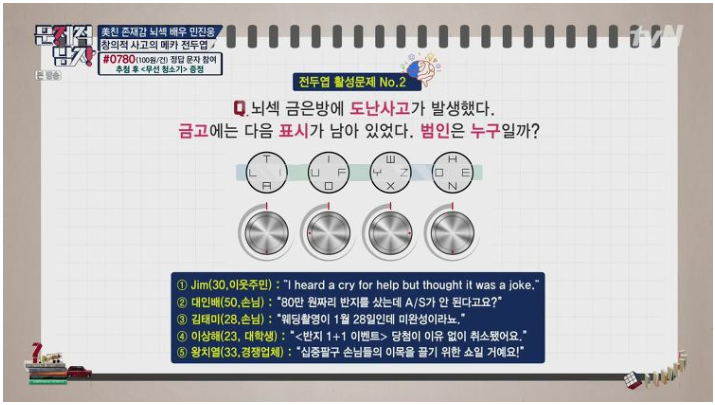 문제적
남자!
본 방송
美친 존재감 뇌섹 배우 민진웅
창의적 사고의 메카 전두엽
#0780(100원/건) 정답 문자 참여
추첨 후 <무선 청소기> 증정
tvN
전두엽 활성문제 No.2
Q. 뇌섹 금은방에 도난사고가 발생했다.
금고에는 다음 표시가 남아 있었다. 범인은 누구일까?
T I W H
L I U F Y Z O E
A O X N
① Jim(30,이웃주민) : "I heard a cry for help but thought it was a joke."
② 대인배(50,손님) : "80만 원짜리 반지를 샀는데 A/S가 안 된다고요?"
③ 김태미(28,손님) : "웨딩촬영이 1월 28일인데 미완성이라뇨."
④ 이상해(23, 대학생) : "<반지 1+1 이벤트> 당첨이 이유 없이 취소됐어요."
⑤ 왕치열(33,경쟁업체) : "십중팔구 손님들의 이목을 끌기 위한 쇼일 거예요!"